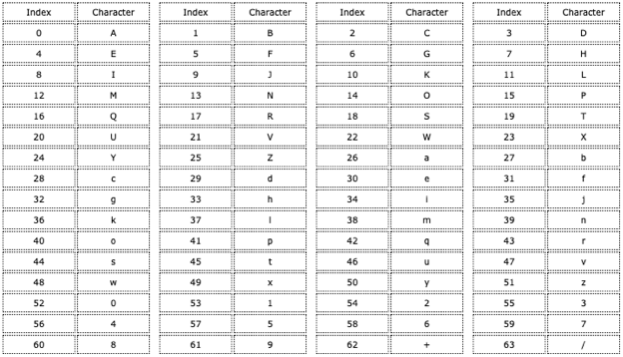 Index Character Index Character Index Character Index Character
0 A 1 B 2 C 3 D
4 E 5 F 6 G 7 H
8 I 9 J 10 K 11 L
12 M 13 N 14 O 15 P
16 Q 17 R 18 S 19 T
20 U 21 V 22 W 23 X
24 Y 25 Z 26 a 27 b
28 c 29 d 30 e 31 f
32 g 33 h 34 i 35 j
36 k 37 l 38 m 39 n
40 o 41 p 42 q 43 r
44 s 45 t 46 u 47 v
48 w 49 x 50 y 51 z
52 0 53 1 54 2 55 3
56 4 57 5 58 6 59 7
60 8 61 9 62 + 63 /